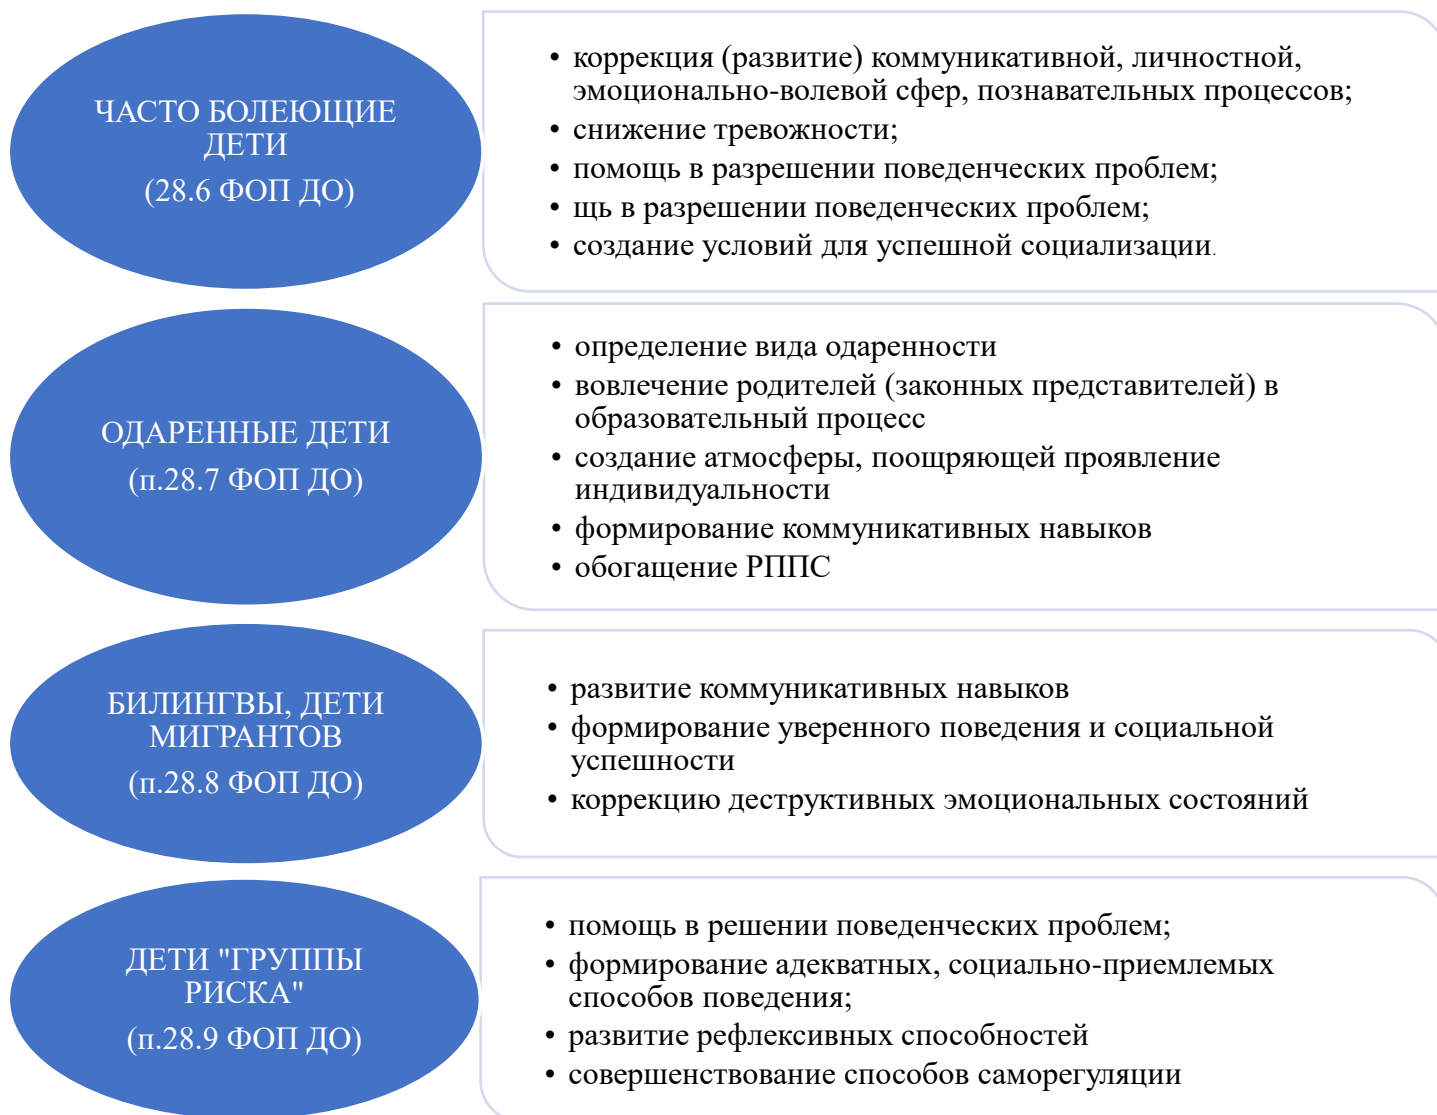 ЧАСТО БОЛЕЮЩИЕ
ДЕТИ
(28.6 ФОП ДО)
• коррекция (развитие) коммуникативной, личностной,
эмоционально-волевой сфер, познавательных процессов;
• снижение тревожности;
• помощь в разрешении поведенческих проблем;
• щь в разрешении поведенческих проблем;
• создание условий для успешной социализации.
ОДАРЕННЫЕ ДЕТИ
(п.28.7 ФОП ДО)
• определение вида одаренности
• вовлечение родителей (законных представителей) в
образовательный процесс
• создание атмосферы, поощряющей проявление
индивидуальности
• формирование коммуникативных навыков
• обогащение РППС
БИЛИНГВЫ, ДЕТИ
МИГРАНТОВ
(п.28.8 ФОП ДО)
• развитие коммуникативных навыков
• формирование уверенного поведения и социальной
успешности
• коррекцию деструктивных эмоциональных состояний
ДЕТИ "ГРУППЫ
РИСКА"
(п.28.9 ФОП ДО)
• помощь в решении поведенческих проблем;
• формирование адекватных, социально-приемлемых
способов поведения;
• развитие рефлексивных способностей
• совершенствование способов саморегуляции